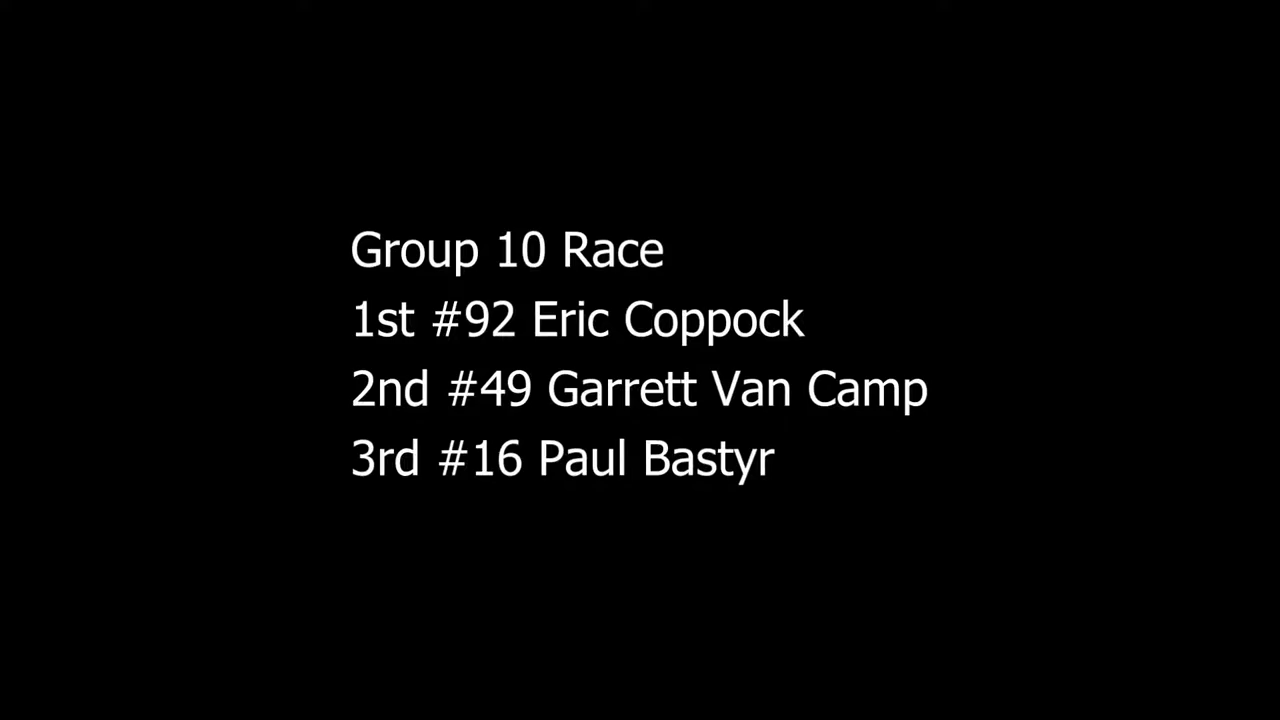 Group 10 Race
1st #92 Eric Coppock
2nd #49 Garrett Van Camp
3rd #16 Paul Bastyr